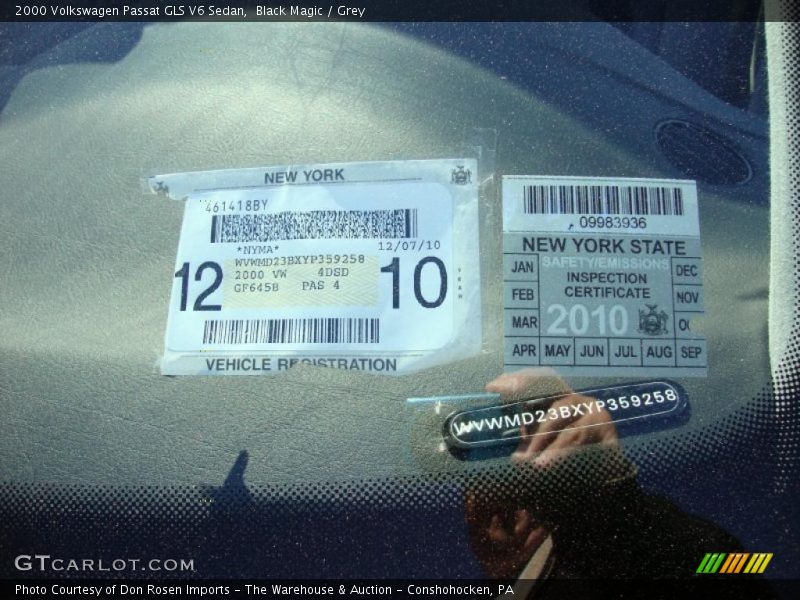 2000 Volkswagen Passat GLS V6 Sedan, Black Magic / Grey
NEW YORK
461418BY
*NYMA* 12/07/10
WVWMD23BXYP359258
2000 VW 4DSD
GF645B PAS 4
12 10
YEAR
VEHICLE REGISTRATION
09983936
NEW YORK STATE
JAN SAFETY/EMISSIONS DEC
INSPECTION
FEB CERTIFICATE NOV
MAR 2010
APR MAY JUN JUL AUG SEP
WVWMD23BXYP359258
GTCARLOT.COM
Photo Courtesy of Don Rosen Imports - The Warehouse & Auction - Conshohocken, PA